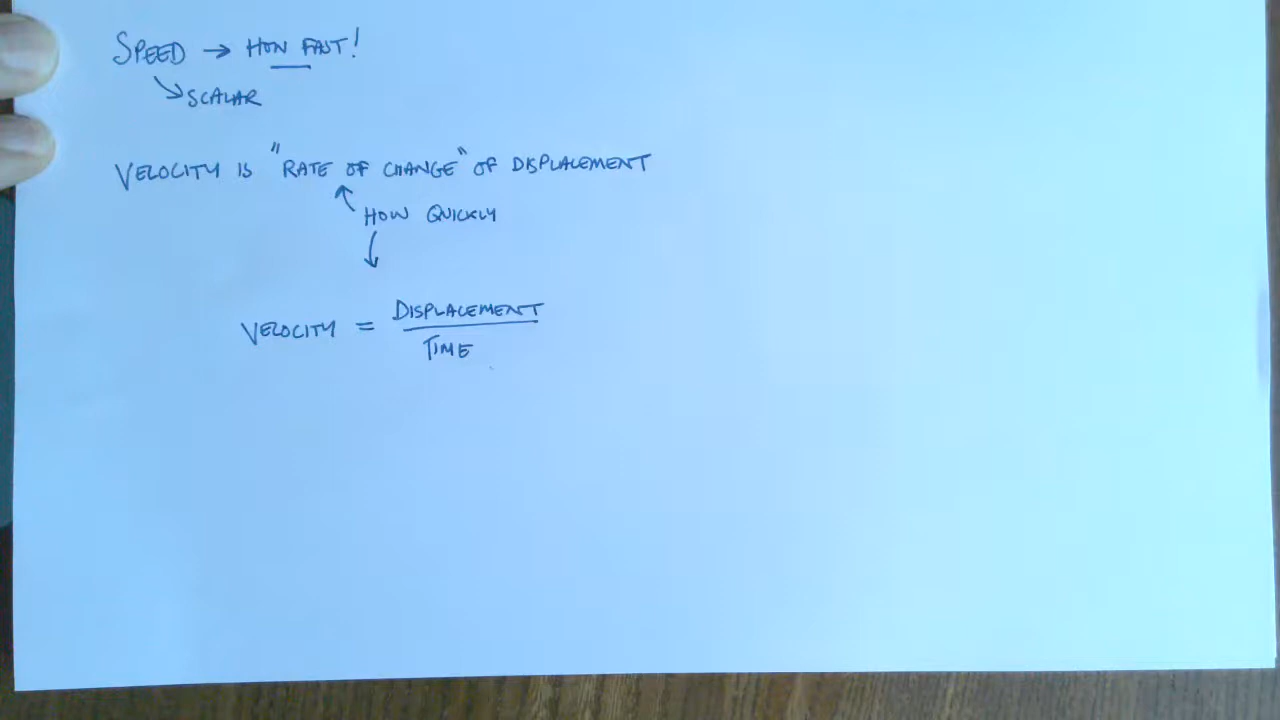 SPEED → HOW FAST!
SCALAR
VELOCITY IS "RATE OF CHANGE" OF DISPLACEMENT
HOW QUICKLY
VELOCITY = DISPLACEMENT
TIME